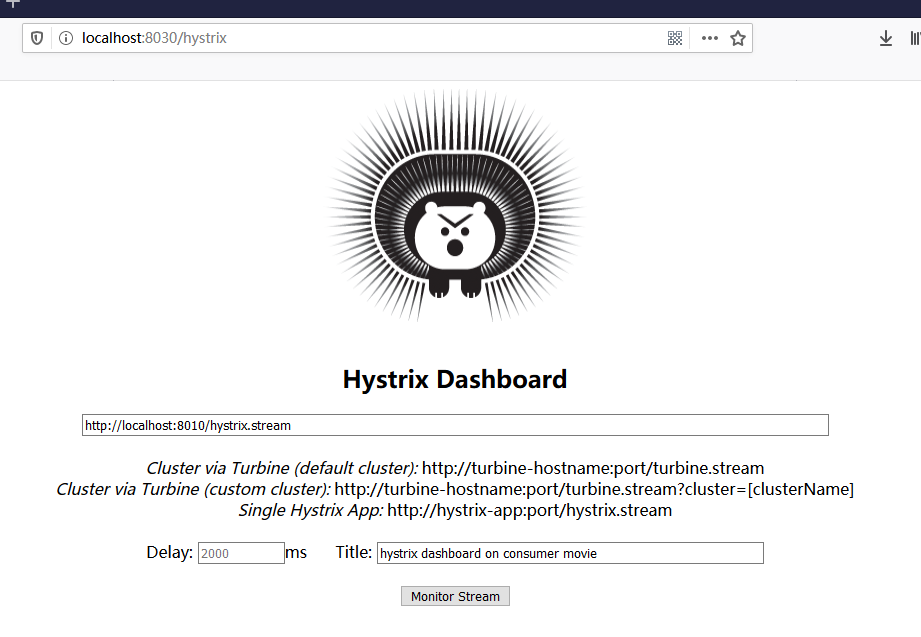 localhost:8030/hystrix
Hystrix Dashboard
http://localhost:8010/hystrix.stream
Cluster via Turbine (default cluster): http://turbine-hostname:port/turbine.stream
Cluster via Turbine (custom cluster): http://turbine-hostname:port/turbine.stream?cluster=[clusterName]
Single Hystrix App: http://hystrix-app:port/hystrix.stream
Delay: 2000 ms Title: hystrix dashboard on consumer movie
Monitor Stream